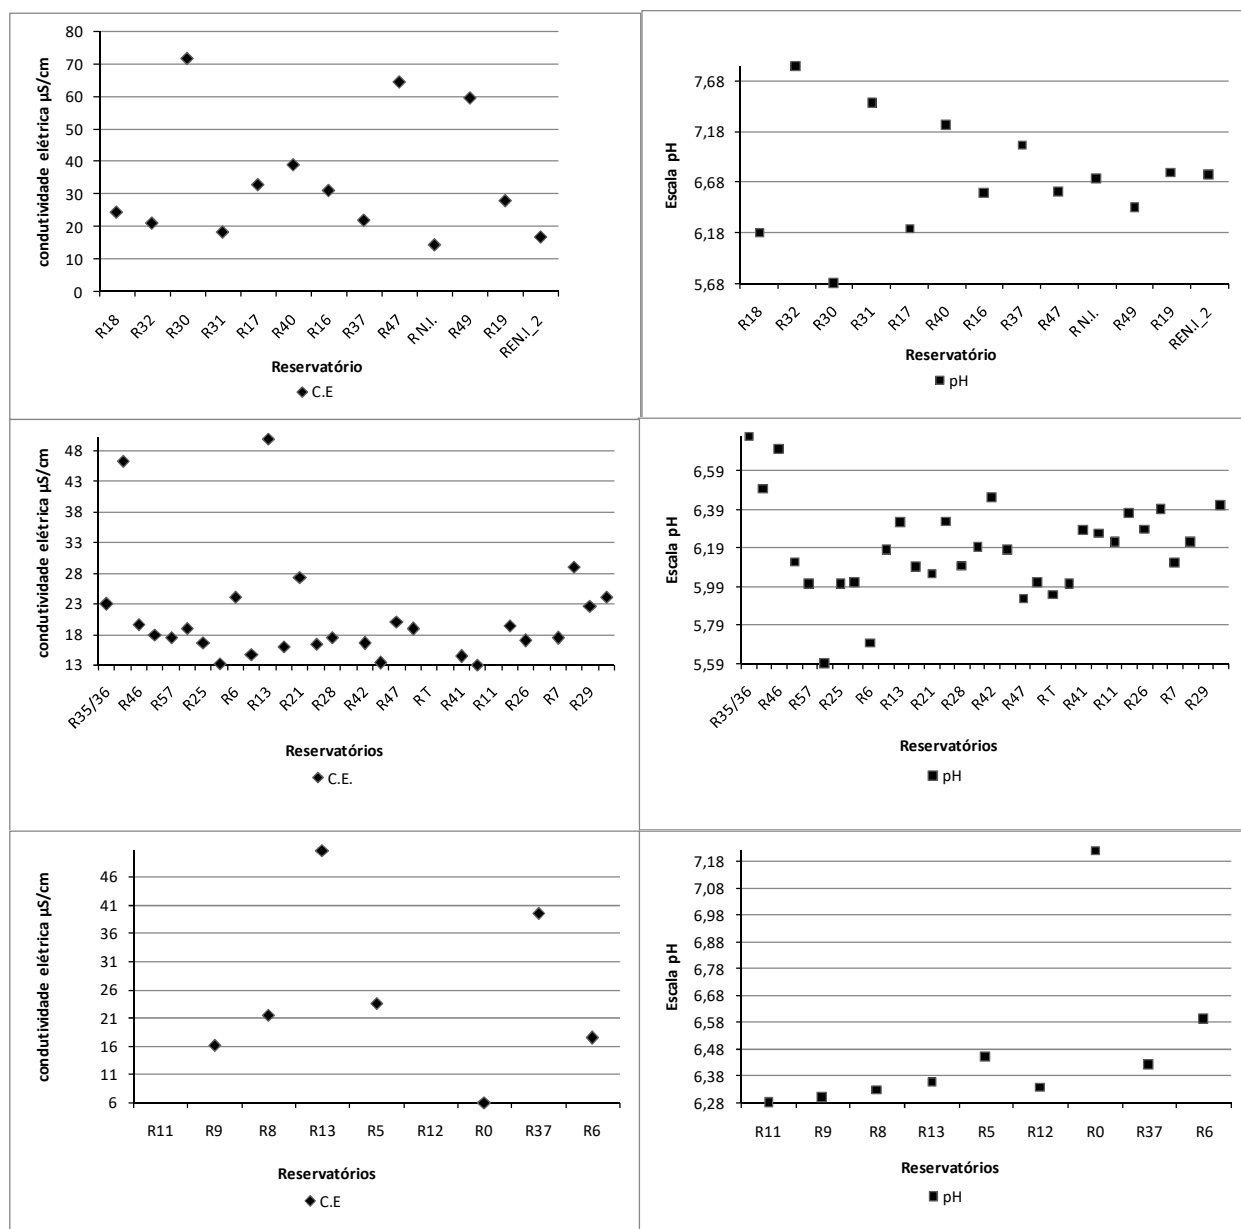 condutividade elétrica µS/cm
80
70
60
50
40
30
20
10
0
R18 R32 R30 R31 R17 R40 R16 R37 R47 R N.I. R49 R19 REN.I_2
Reservatório
C.E
Escala pH
7,68
7,18
6,68
6,18
5,68
R18 R32 R30 R31 R17 R40 R16 R37 R47 R N.I. R49 R19 REN.I_2
Reservatório
pH
condutividade elétrica µS/cm
48
43
38
33
28
23
18
13
R35/36 R46 R57 R25 R6 R13 R21 R28 R42 R47 R T R41 R11 R26 R7 R29
Reservatórios
C.E.
Escala pH
6,59
6,39
6,19
5,99
5,79
5,59
R35/36 R46 R57 R25 R6 R13 R21 R28 R42 R47 R T R41 R11 R26 R7 R29
Reservatórios
pH
condutividade elétrica µS/cm
46
41
36
31
26
21
16
11
6
R11 R9 R8 R13 R5 R12 R0 R37 R6
Reservatórios
C.E
Escala pH
7,18
7,08
6,98
6,88
6,78
6,68
6,58
6,48
6,38
6,28
R11 R9 R8 R13 R5 R12 R0 R37 R6
Reservatórios
pH